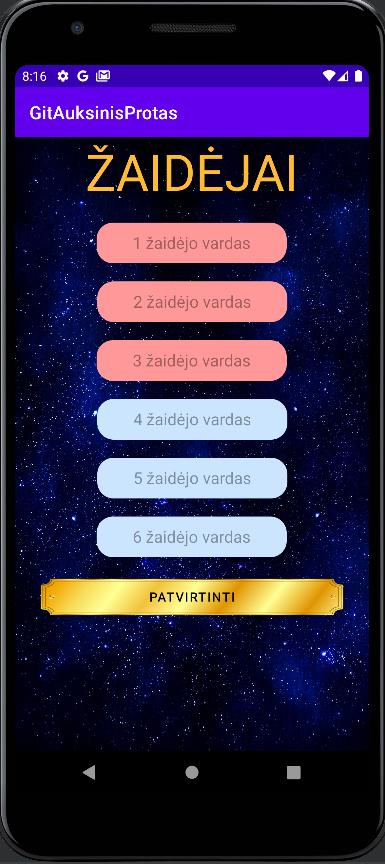 8:16
GitAuksinisProtas
ŽAIDĖJAI
1 žaidėjo vardas
2 žaidėjo vardas
3 žaidėjo vardas
4 žaidėjo vardas
5 žaidėjo vardas
6 žaidėjo vardas
PATVIRTINTI